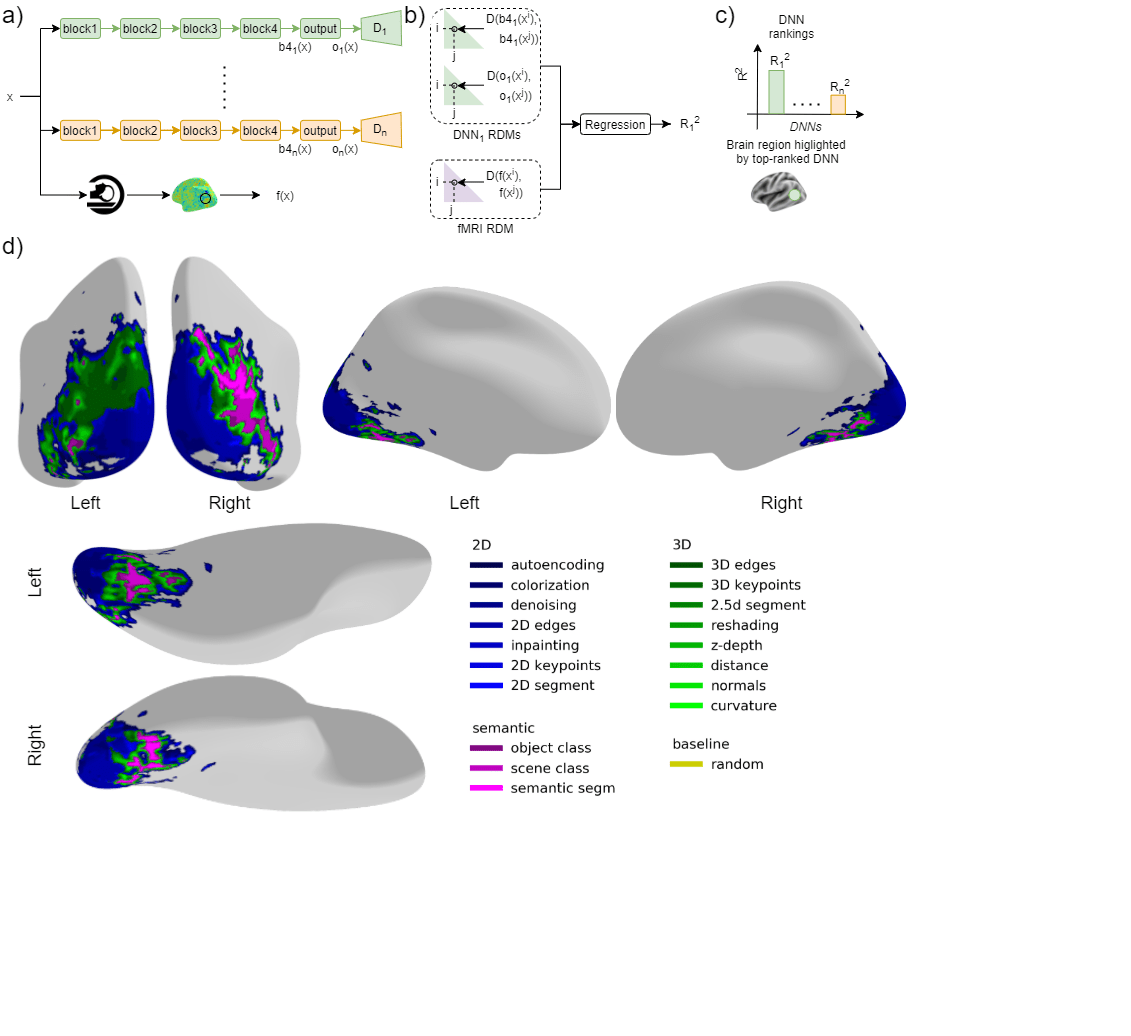 a)
x
block1 block2 block3 block4 output D1
b41(x) o1(x)
block1 block2 block3 block4 output Dn
b4n(x) on(x)
f(x)
b)
i
j
D(b41(xi),
b41(xj))
i
j
D(o1(xi),
o1(xj))
DNN1 RDMs
i
j
D(f(xi),
f(xj))
fMRI RDM
Regression
R12
c)
DNN
rankings
R2
R12
Rn2
DNNs
Brain region higlighted
by top-ranked DNN
d)
Left Right Left Right
Left
Right
2D
autoencoding
colorization
denoising
2D edges
inpainting
2D keypoints
2D segment
semantic
object class
scene class
semantic segm
3D
3D edges
3D keypoints
2.5d segment
reshading
z-depth
distance
normals
curvature
baseline
random